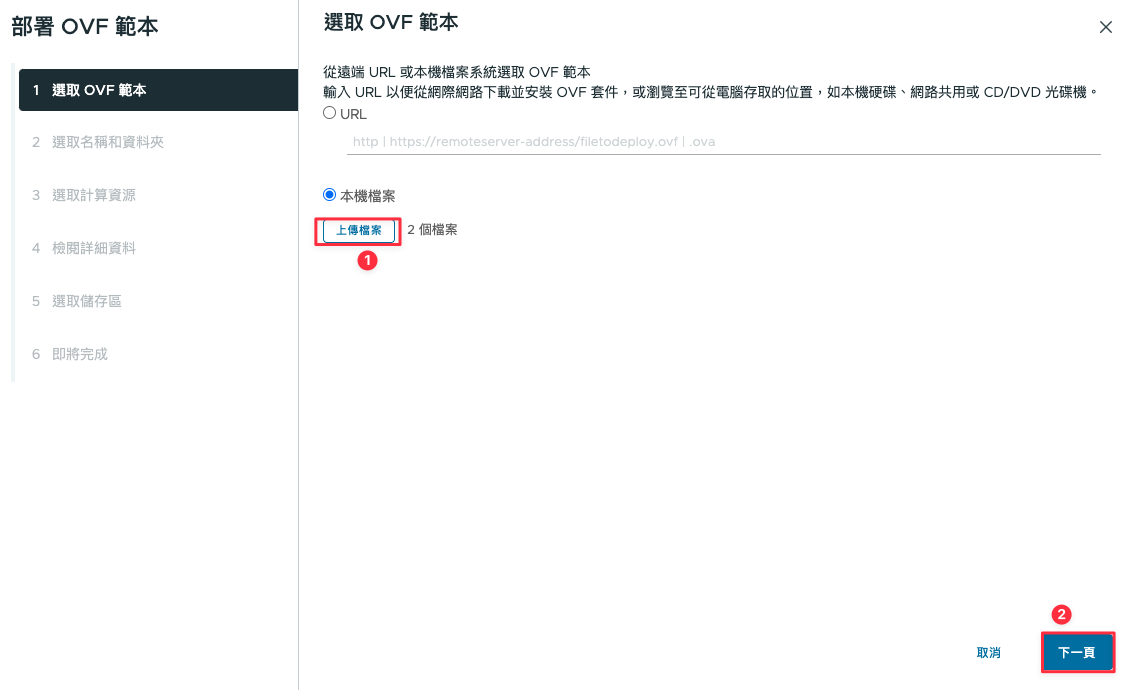 部署 OVF 範本
1 選取 OVF 範本
2 選取名稱和資料夾
3 選取計算資源
4 檢閱詳細資料
5 選取儲存區
6 即將完成
選取 OVF 範本
從遠端 URL 或本機檔案系統選取 OVF 範本
輸入 URL 以便從網際網路下載並安裝 OVF 套件，或瀏覽至可從電腦存取的位置，如本機硬碟、網路共用或 CD/DVD 光碟機。
URL
http | https://remoteserver-address/filetodeploy.ovf | .ova
本機檔案
上傳檔案 2 個檔案
1
2
取消 下一頁